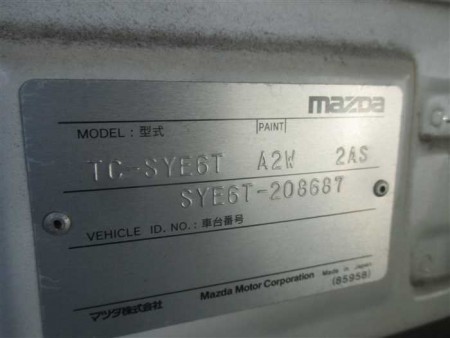 mazda
MODEL : 型式 PAINT
TC-SYE6T A2W 2AS
SYE6T-208687
VEHICLE ID. NO. : 車台番号
マツダ株式会社 Mazda Motor Corporation Made in Japan
(85958)